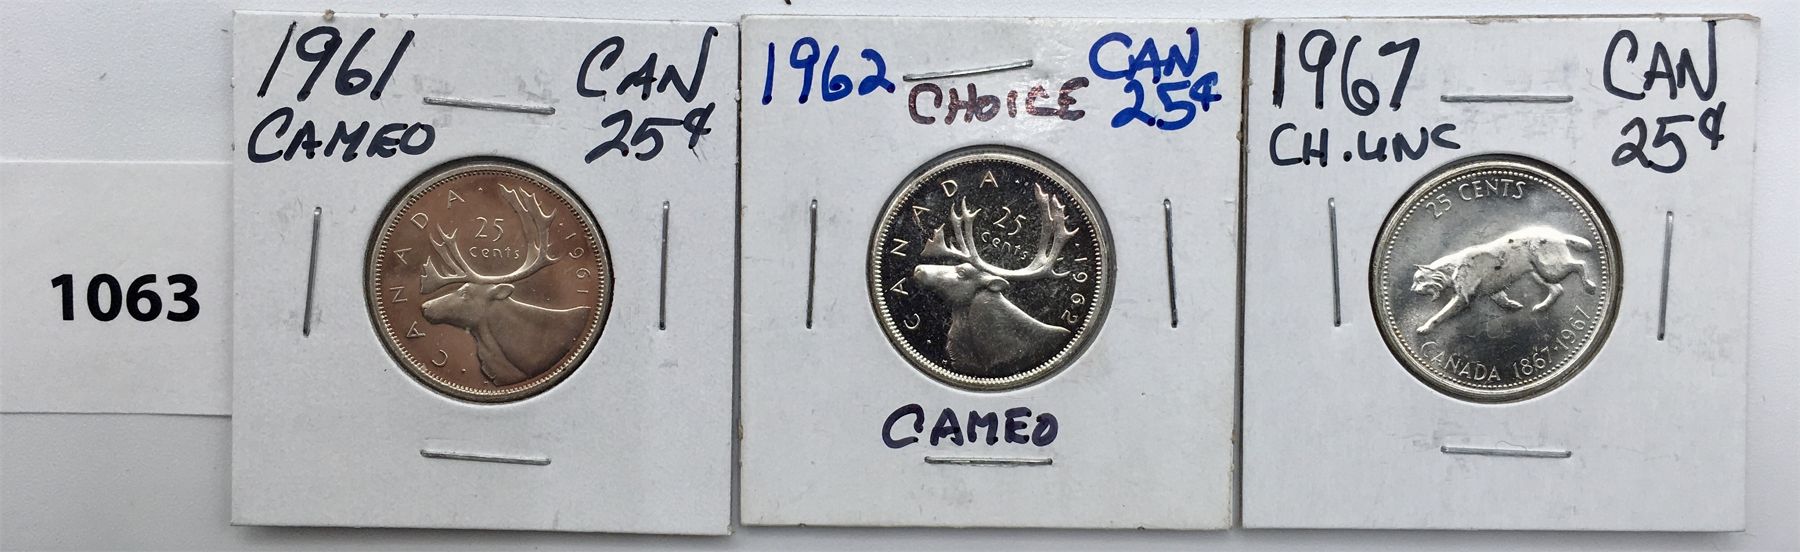 1063
1961 CAN
CAMEO 25¢
CANADA
25
cents
1961
1962 CAN
CHOICE 25¢
CANADA
25
cents
1962
CAMEO
1967 CAN
CH.UNC 25¢
25 CENTS
CANADA 1867·1967